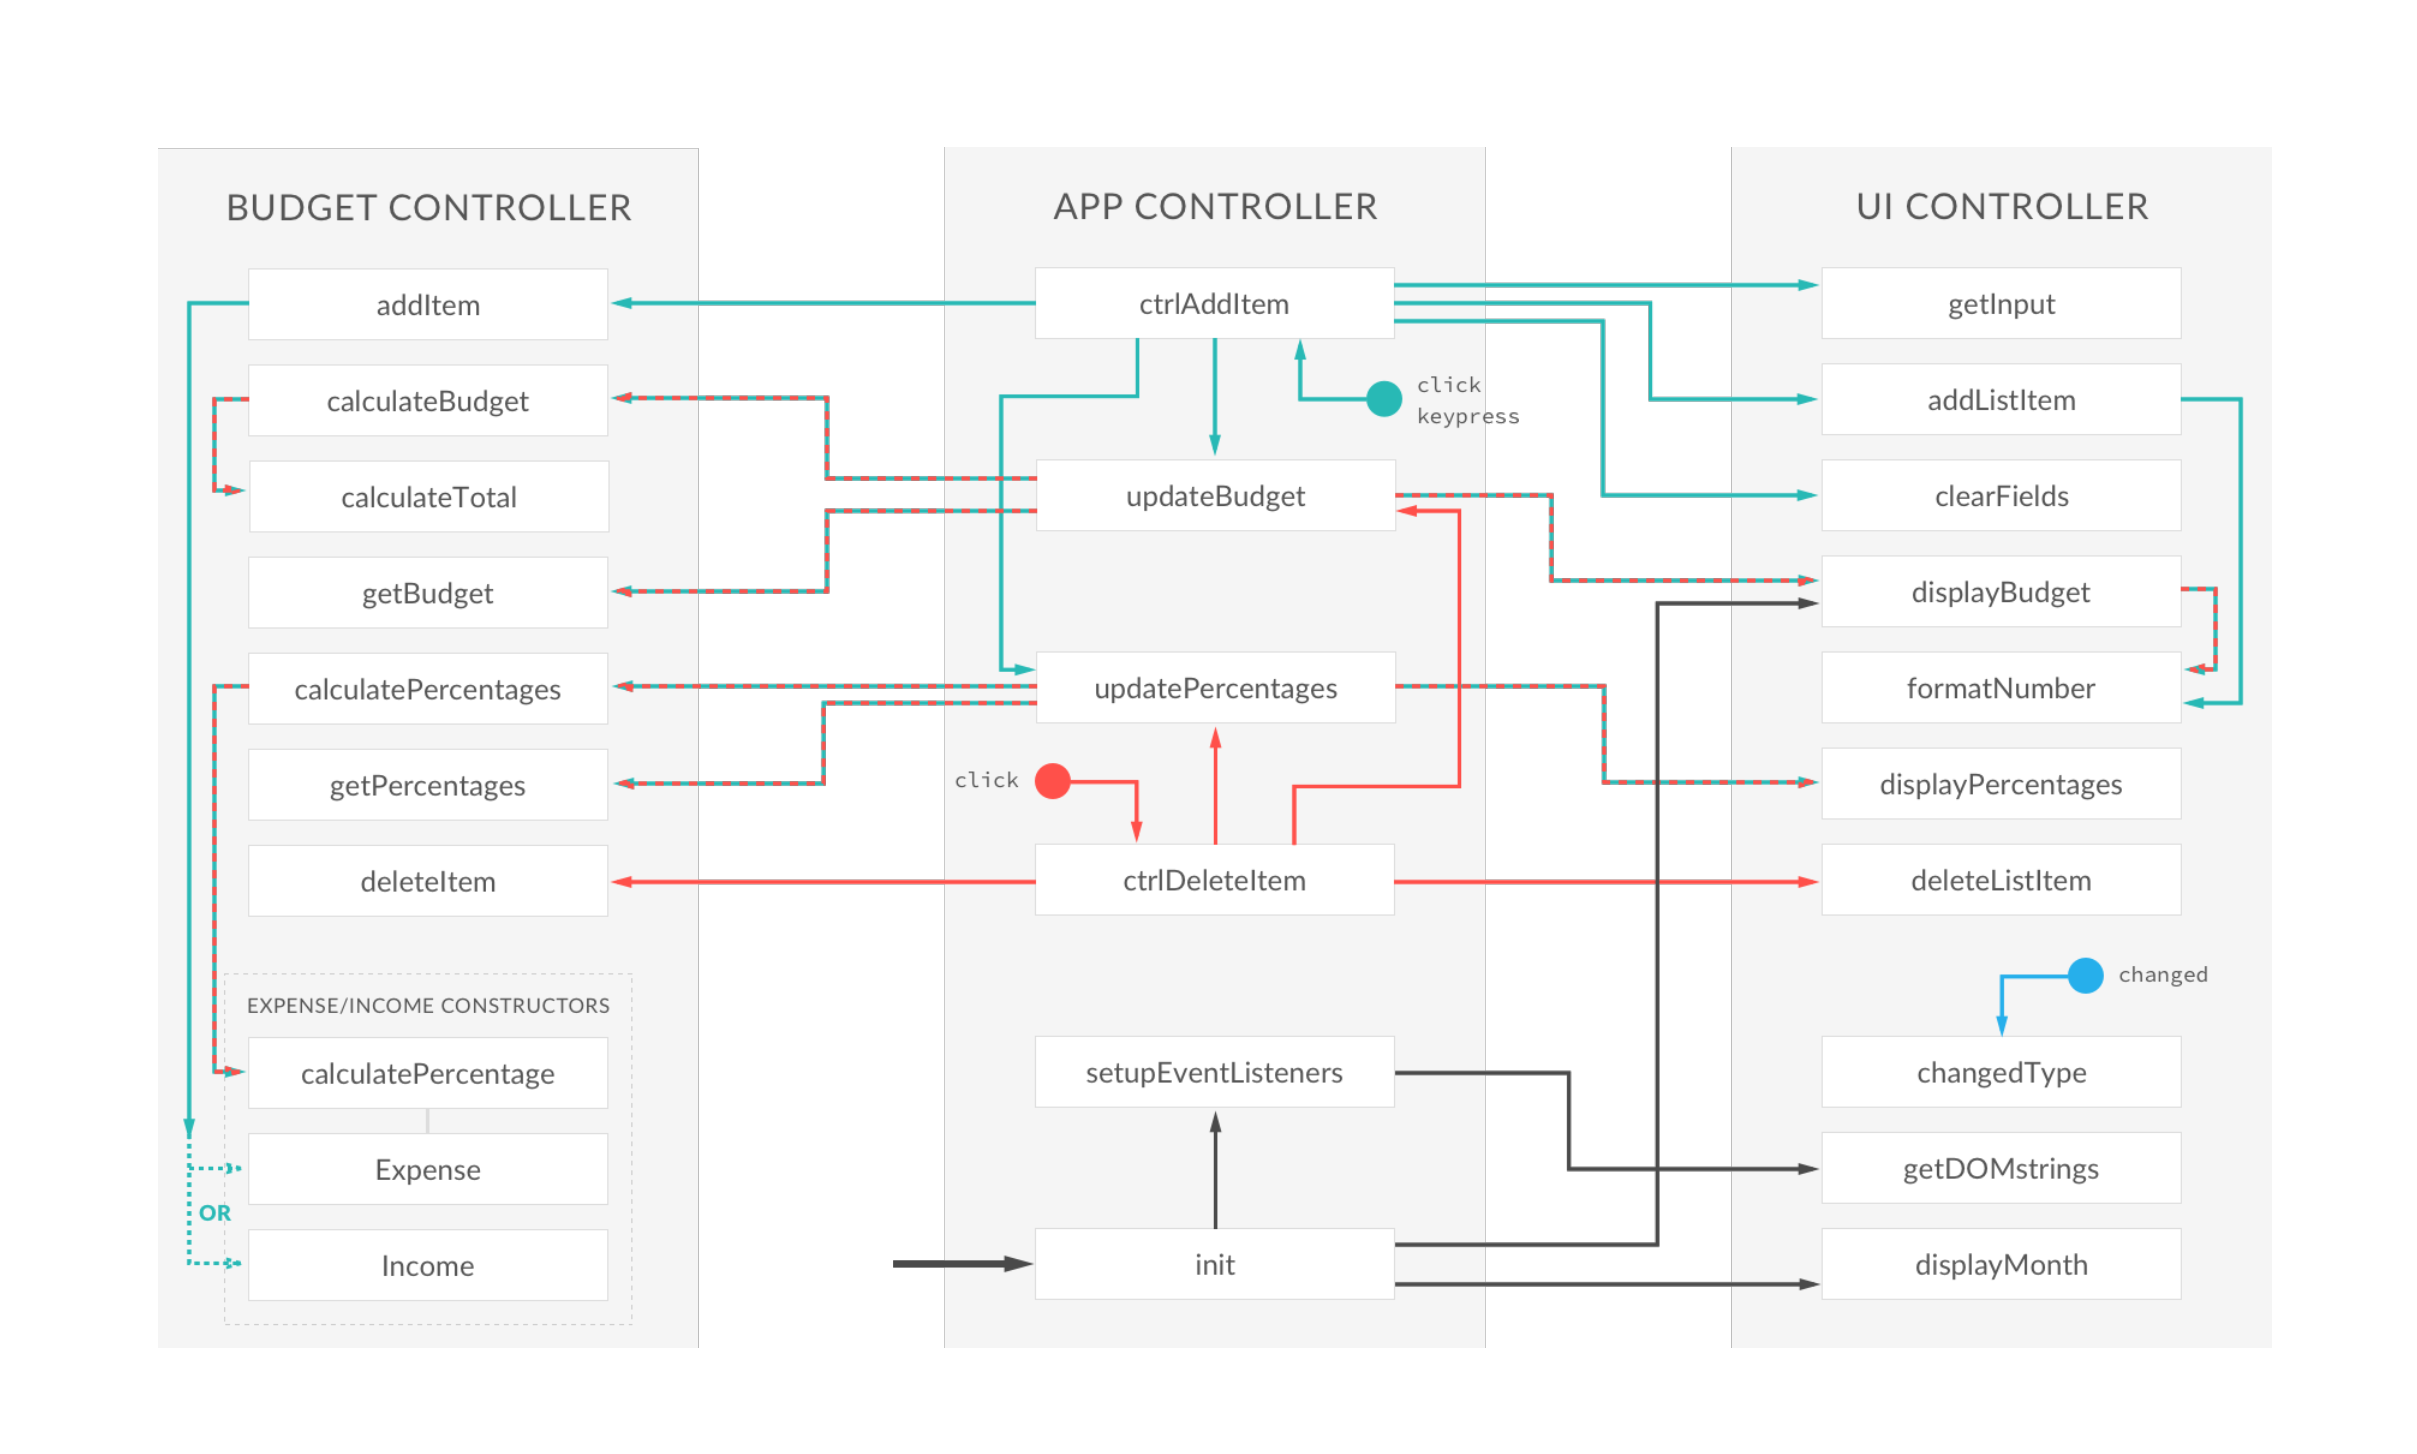 BUDGET CONTROLLER
addItem
calculateBudget
calculateTotal
getBudget
calculatePercentages
getPercentages
deleteItem
EXPENSE/INCOME CONSTRUCTORS
calculatePercentage
Expense
OR
Income
APP CONTROLLER
ctrlAddItem
click
keypress
updateBudget
updatePercentages
click
ctrlDeleteItem
setupEventListeners
init
UI CONTROLLER
getInput
addListItem
clearFields
displayBudget
formatNumber
displayPercentages
deleteListItem
changed
changedType
getDOMstrings
displayMonth